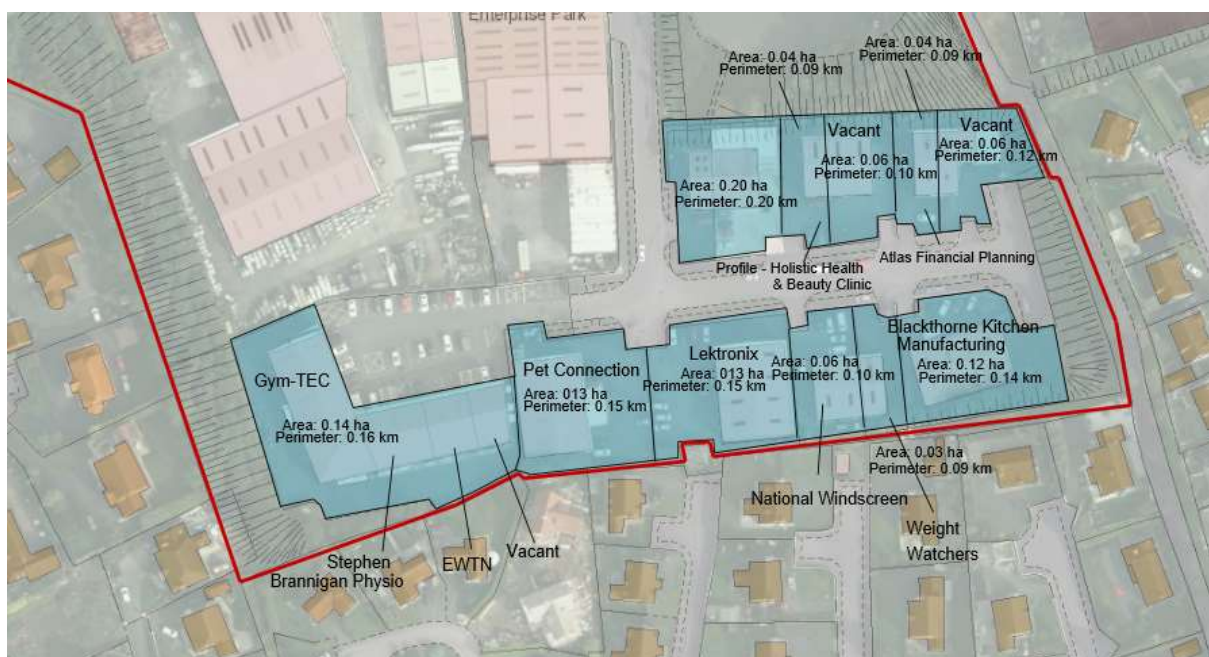 Enterprise Park
Area: 0.04 ha
Perimeter: 0.09 km
Area: 0.04 ha
Perimeter: 0.09 km
Vacant
Area: 0.06 ha
Perimeter: 0.10 km
Vacant
Area: 0.06 ha
Perimeter: 0.12 km
Area: 0.20 ha
Perimeter: 0.20 km
Profile - Holistic Health
& Beauty Clinic
Atlas Financial Planning
Gym-TEC
Area: 0.14 ha
Perimeter: 0.16 km
Pet Connection
Area: 013 ha
Perimeter: 0.15 km
Lektronix
Area: 013 ha
Perimeter: 0.15 km
Area: 0.06 ha
Perimeter: 0.10 km
Blackthorne Kitchen
Manufacturing
Area: 0.12 ha
Perimeter: 0.14 km
Area: 0.03 ha
Perimeter: 0.09 km
National Windscreen
Weight
Watchers
Stephen
Brannigan Physio
EWTN
Vacant